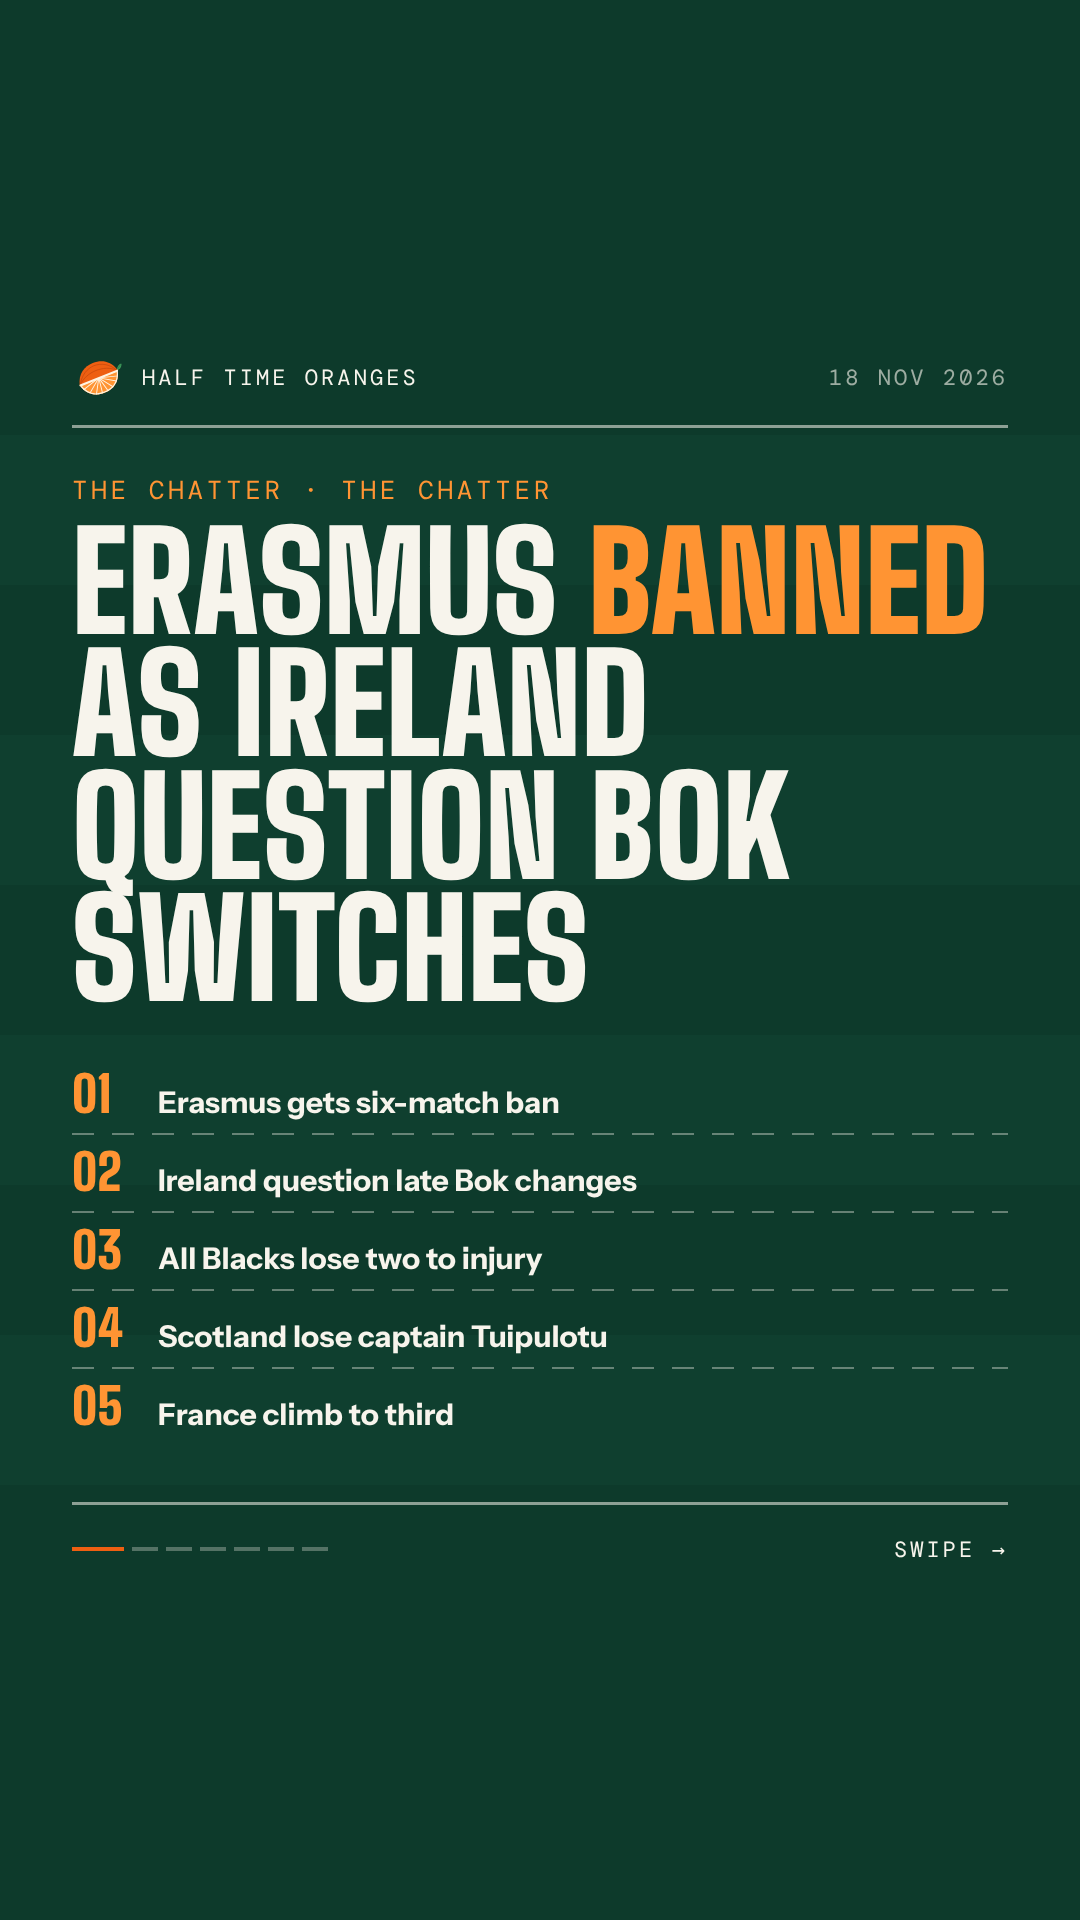 HALF TIME ORANGES
18 NOV 2026
THE CHATTER · THE CHATTER
ERASMUS BANNED
AS IRELAND
QUESTION BOK
SWITCHES
01 Erasmus gets six-match ban
02 Ireland question late Bok changes
03 All Blacks lose two to injury
04 Scotland lose captain Tuipulotu
05 France climb to third
SWIPE →